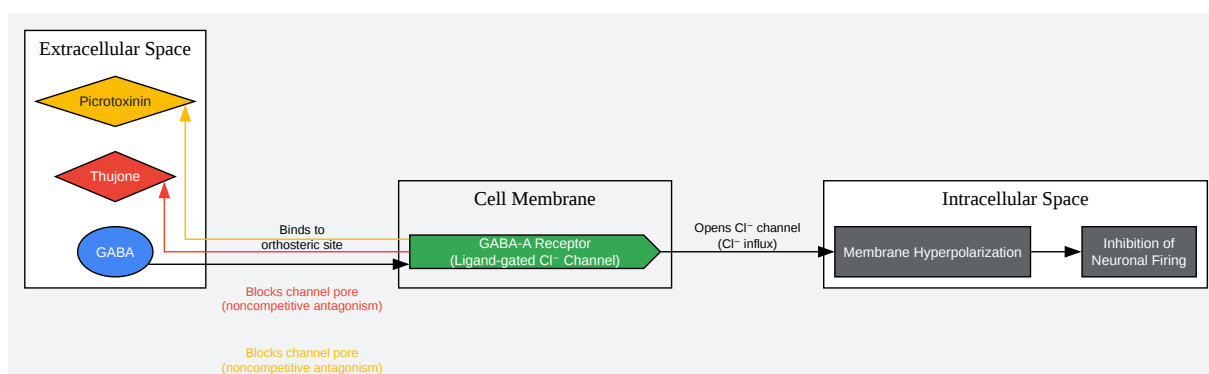 Extracellular Space
Picrotoxinin
Thujone
GABA
Binds to
orthosteric site
Blocks channel pore
(noncompetitive antagonism)
Blocks channel pore
(noncompetitive antagonism)
Cell Membrane
GABA-A Receptor
(Ligand-gated Cl⁻ Channel)
Opens Cl⁻ channel
(Cl⁻ influx)
Intracellular Space
Membrane Hyperpolarization
Inhibition of
Neuronal Firing